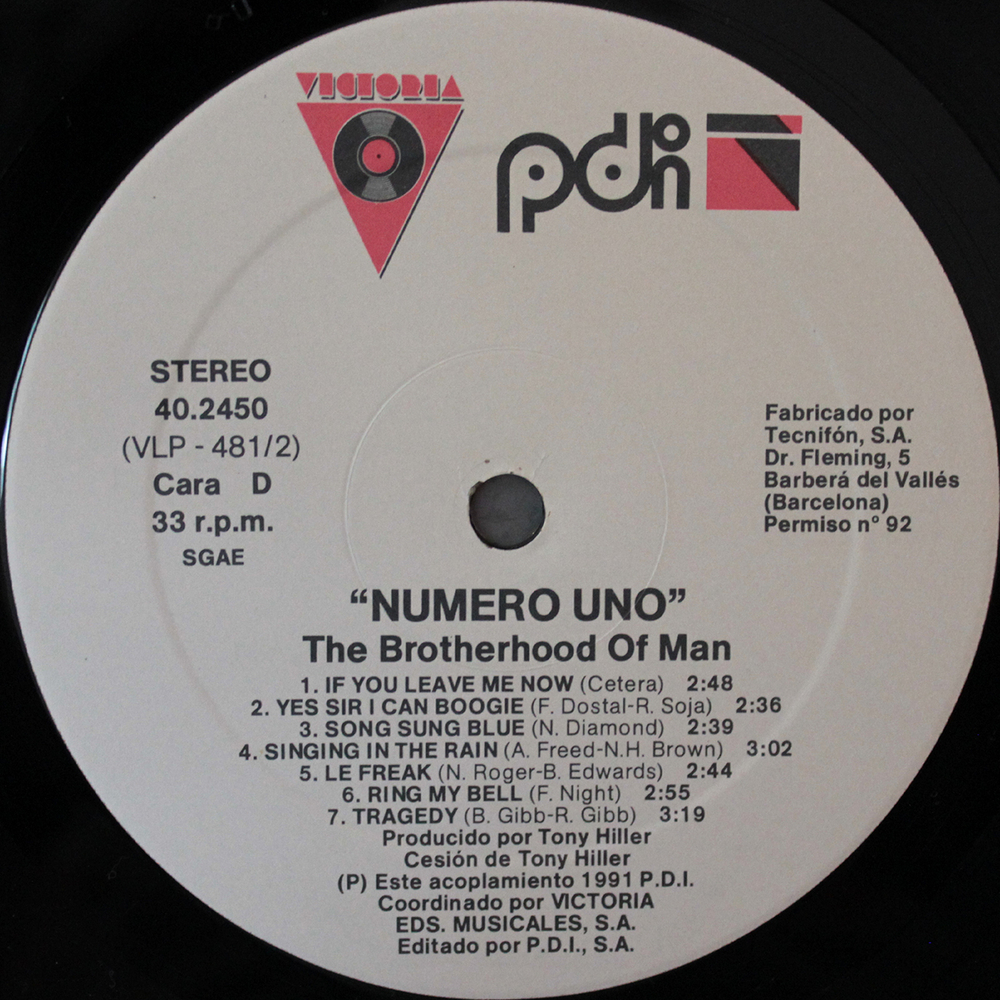 VICTORIA
pdi
STEREO
40.2450
(VLP - 481/2)
Cara D
33 r.p.m.
SGAE
Fabricado por
Tecnifón, S.A.
Dr. Fleming, 5
Barberá del Vallés
(Barcelona)
Permiso nº 92
“NUMERO UNO”
The Brotherhood Of Man
1. IF YOU LEAVE ME NOW (Cetera) 2:48
2. YES SIR I CAN BOOGIE (F. Dostal-R. Soja) 2:36
3. SONG SUNG BLUE (N. Diamond) 2:39
4. SINGING IN THE RAIN (A. Freed-N.H. Brown) 3:02
5. LE FREAK (N. Roger-B. Edwards) 2:44
6. RING MY BELL (F. Night) 2:55
7. TRAGEDY (B. Gibb-R. Gibb) 3:19
Producido por Tony Hiller
Cesión de Tony Hiller
(P) Este acoplamiento 1991 P.D.I.
Coordinado por VICTORIA
EDS. MUSICALES, S.A.
Editado por P.D.I., S.A.